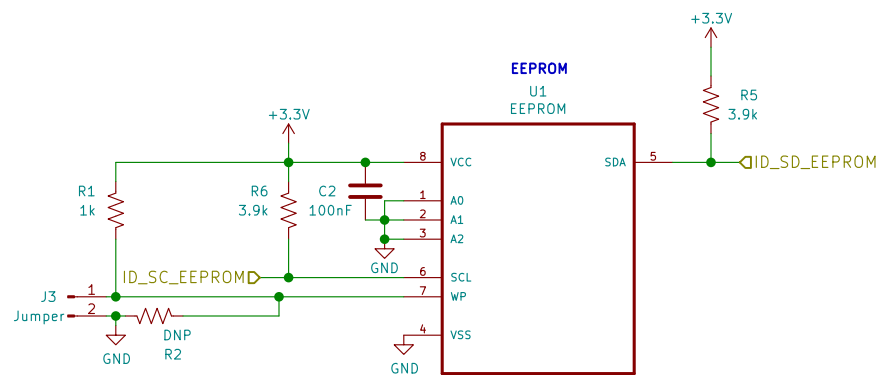 +3.3V
EEPROM
U1
EEPROM
R5
3.9k
+3.3V
8
VCC
SDA
5
ID_SD_EEPROM
R1
1k
R6
3.9k
C2
100nF
1
A0
2
A1
3
A2
GND
ID_SC_EEPROM
6
SCL
J3
1
7
WP
Jumper
2
DNP
R2
GND
4
VSS
GND